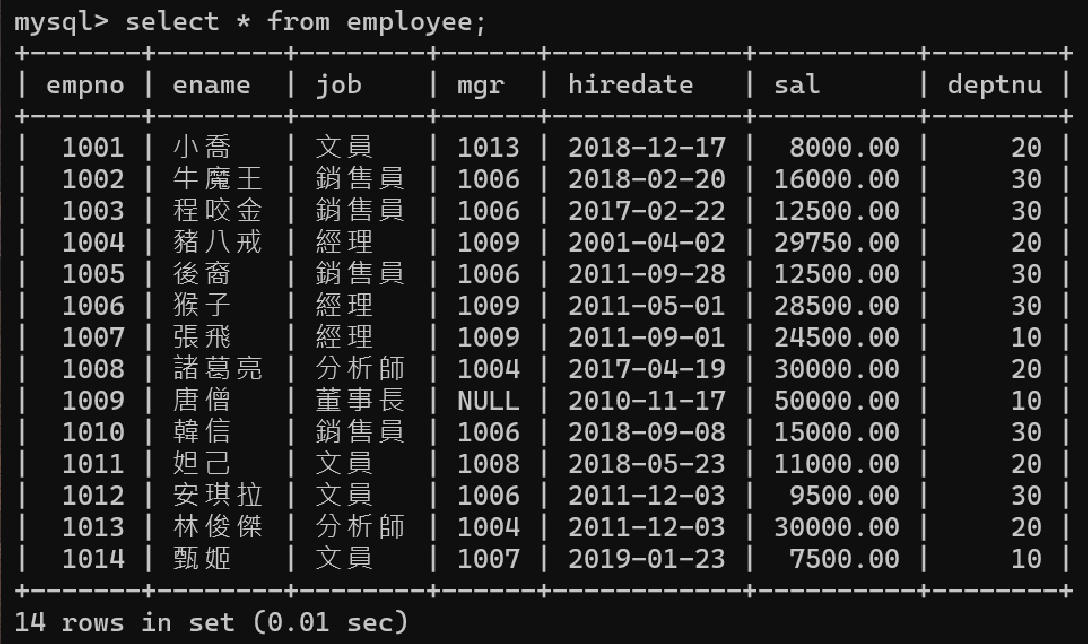 mysql> select * from employee;
+-------+--------+--------+------+------------+----------+--------+
| empno | ename | job | mgr | hiredate | sal | deptnu |
+-------+--------+--------+------+------------+----------+--------+
| 1001 | 小喬 | 文員 | 1013 | 2018-12-17 | 8000.00 | 20 |
| 1002 | 牛魔王 | 銷售員 | 1006 | 2018-02-20 | 16000.00 | 30 |
| 1003 | 程咬金 | 銷售員 | 1006 | 2017-02-22 | 12500.00 | 30 |
| 1004 | 豬八戒 | 經理 | 1009 | 2001-04-02 | 29750.00 | 20 |
| 1005 | 後裔 | 銷售員 | 1006 | 2011-09-28 | 12500.00 | 30 |
| 1006 | 猴子 | 經理 | 1009 | 2011-05-01 | 28500.00 | 30 |
| 1007 | 張飛 | 經理 | 1009 | 2011-09-01 | 24500.00 | 10 |
| 1008 | 諸葛亮 | 分析師 | 1004 | 2017-04-19 | 30000.00 | 20 |
| 1009 | 唐僧 | 董事長 | NULL | 2010-11-17 | 50000.00 | 10 |
| 1010 | 韓信 | 銷售員 | 1006 | 2018-09-08 | 15000.00 | 30 |
| 1011 | 妲己 | 文員 | 1008 | 2018-05-23 | 11000.00 | 20 |
| 1012 | 安琪拉 | 文員 | 1006 | 2011-12-03 | 9500.00 | 30 |
| 1013 | 林俊傑 | 分析師 | 1004 | 2011-12-03 | 30000.00 | 20 |
| 1014 | 甄姬 | 文員 | 1007 | 2019-01-23 | 7500.00 | 10 |
+-------+--------+--------+------+------------+----------+--------+
14 rows in set (0.01 sec)